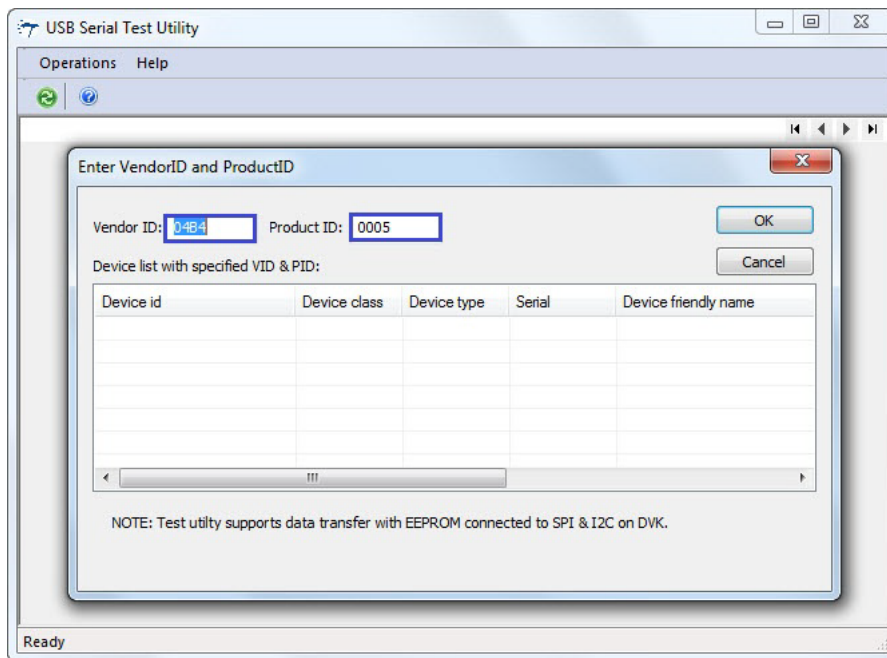 USB Serial Test Utility
Operations Help
Enter VendorID and ProductID
Vendor ID: 04B4 Product ID: 0005 OK
Device list with specified VID & PID: Cancel
Device id Device class Device type Serial Device friendly name
NOTE: Test utilty supports data transfer with EEPROM connected to SPI & I2C on DVK.
Ready